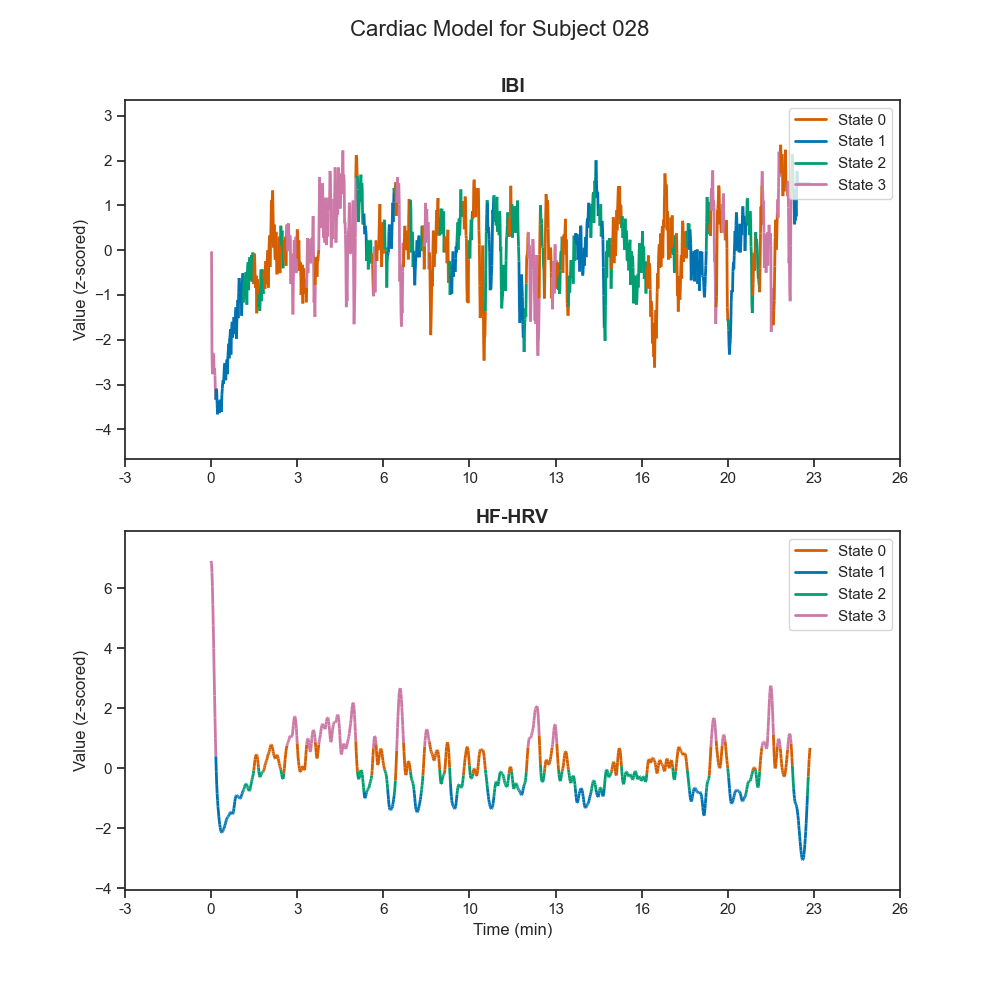 Cardiac Model for Subject 028
IBI
Value (z-scored)
3
2
1
0
−1
−2
−3
−4
-3
0
3
6
10
13
16
20
23
26
State 0
State 1
State 2
State 3
HF-HRV
Value (z-scored)
6
4
2
0
−2
−4
-3
0
3
6
10
13
16
20
23
26
State 0
State 1
State 2
State 3
Time (min)